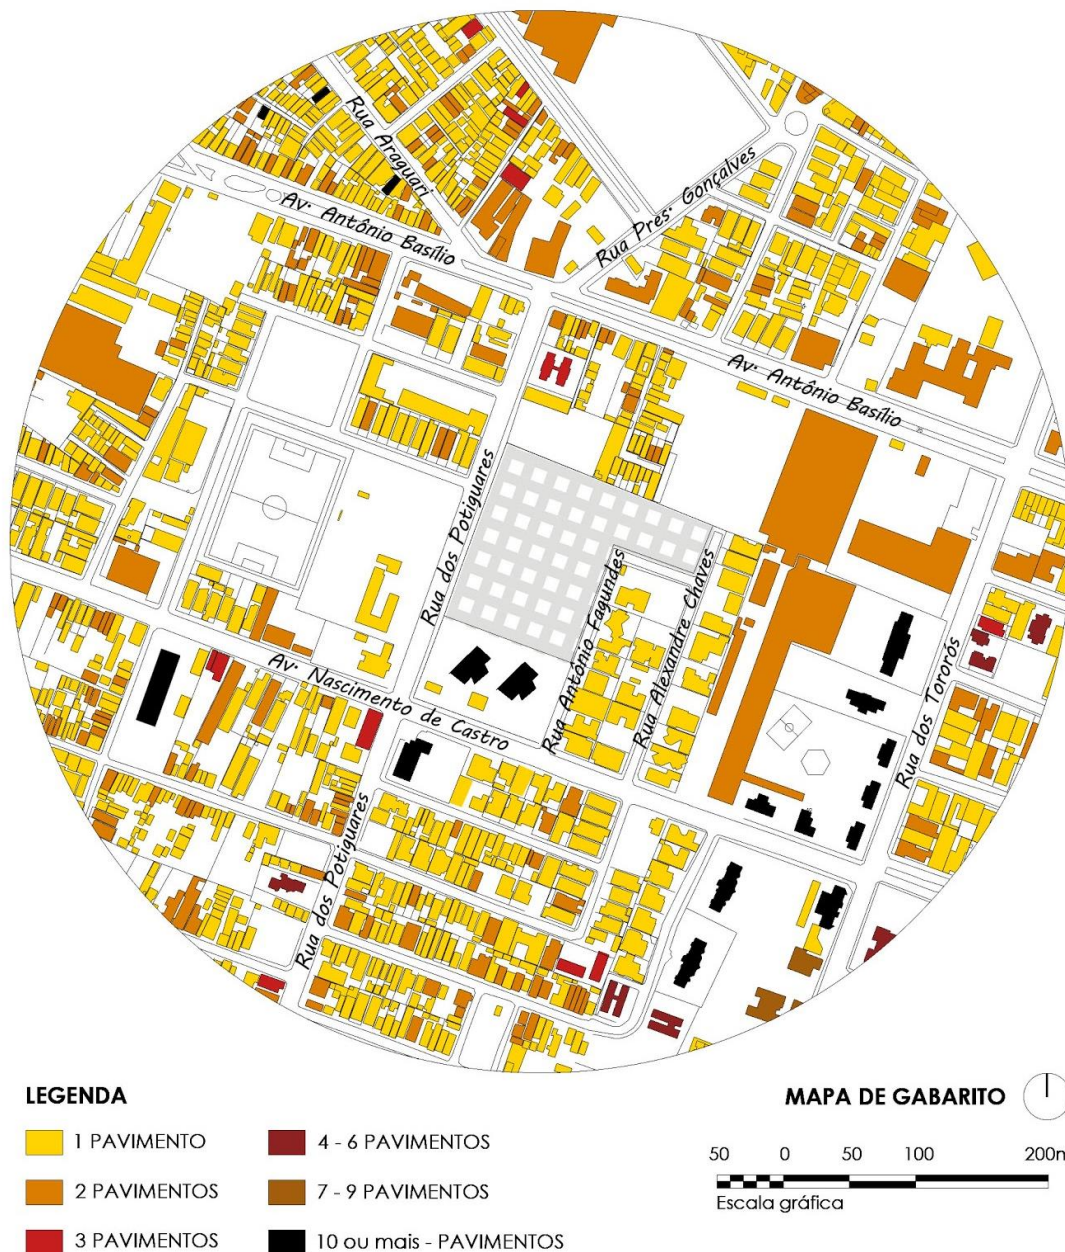 Rua Araguari
Av. Antônio Basílio
Rua Pres. Gonçalves
Av. Antônio Basílio
Rua dos Potiguares
Rua Antônio Fagundes
Rua Alexandre Chaves
Rua dos Tororós
Av. Nascimento de Castro
Rua dos Potiguares
LEGENDA
1 PAVIMENTO
2 PAVIMENTOS
3 PAVIMENTOS
4 - 6 PAVIMENTOS
7 - 9 PAVIMENTOS
10 ou mais - PAVIMENTOS
MAPA DE GABARITO
50 0 50 100 200m
Escala gráfica